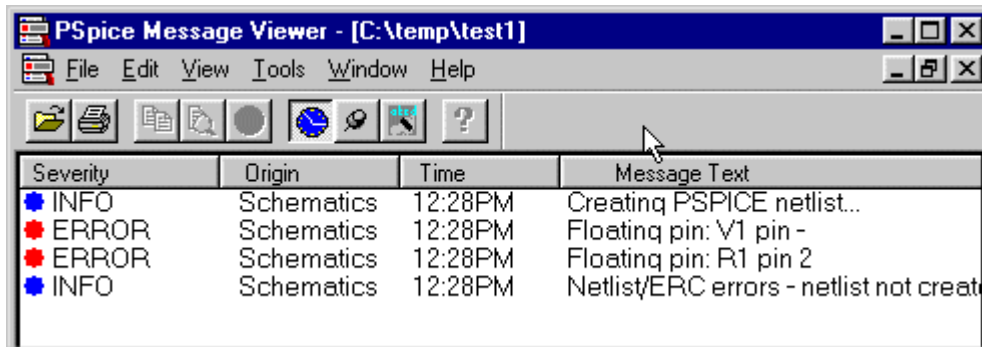 PSpice Message Viewer - [C:\temp\test1]
File Edit View Tools Window Help
Severity Origin Time Message Text
INFO Schematics 12:28PM Creating PSPICE netlist...
ERROR Schematics 12:28PM Floating pin: V1 pin -
ERROR Schematics 12:28PM Floating pin: R1 pin 2
INFO Schematics 12:28PM Netlist/ERC errors - netlist not create